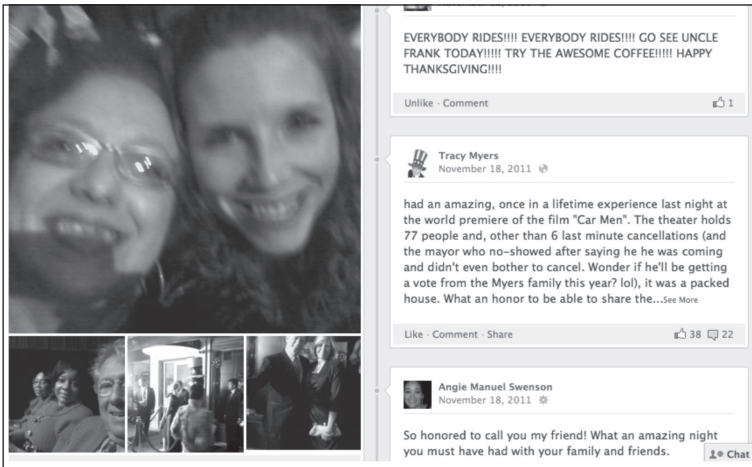 EVERYBODY RIDES!!!! EVERYBODY RIDES!!!! GO SEE UNCLE
FRANK TODAY!!!!! TRY THE AWESOME COFFEE!!!!! HAPPY
THANKSGIVING!!!!
Unlike · Comment 1
Tracy Myers
November 18, 2011
had an amazing, once in a lifetime experience last night at
the world premiere of the film "Car Men". The theater holds
77 people and, other than 6 last minute cancellations (and
the mayor who no-showed after saying he he was coming
and didn't even bother to cancel. Wonder if he'll be getting
a vote from the Myers family this year? lol), it was a packed
house. What an honor to be able to share the...See More
Like · Comment · Share 38 22
Angie Manuel Swenson
November 18, 2011
So honored to call you my friend! What an amazing night
you must have had with your family and friends.
Chat